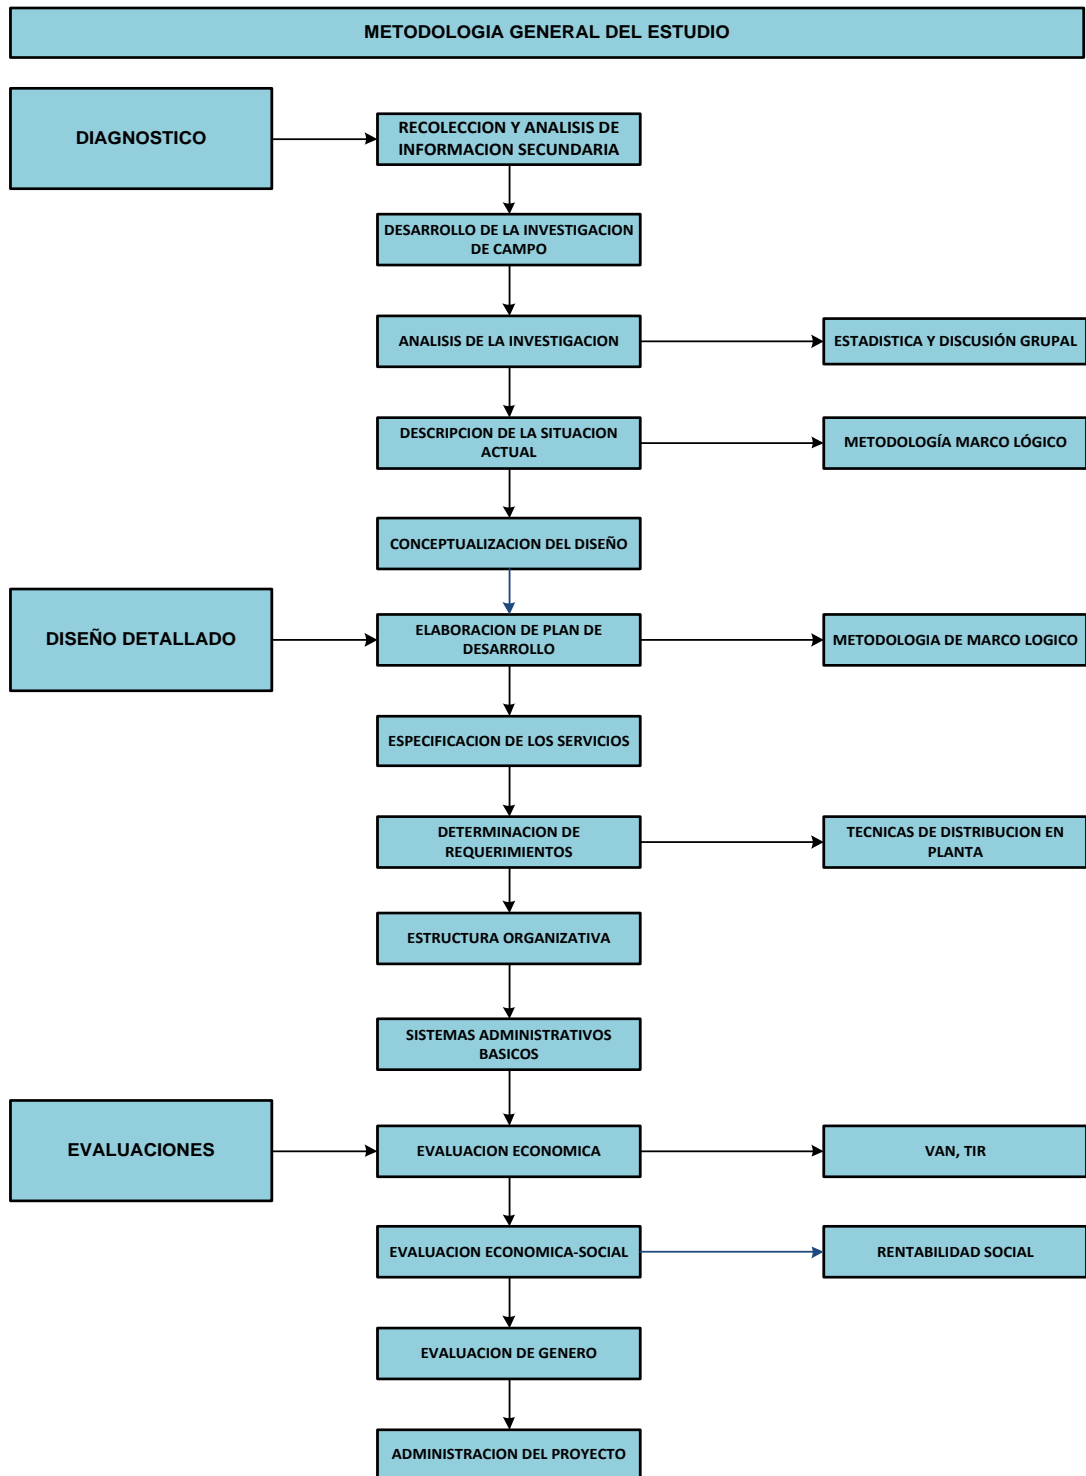 METODOLOGIA GENERAL DEL ESTUDIO
DIAGNOSTICO
RECOLECCION Y ANALISIS DE
INFORMACION SECUNDARIA
DESARROLLO DE LA INVESTIGACION
DE CAMPO
ANALISIS DE LA INVESTIGACION
ESTADISTICA Y DISCUSIÓN GRUPAL
DESCRIPCION DE LA SITUACION
ACTUAL
METODOLOGÍA MARCO LÓGICO
CONCEPTUALIZACION DEL DISEÑO
DISEÑO DETALLADO
ELABORACION DE PLAN DE
DESARROLLO
METODOLOGIA DE MARCO LOGICO
ESPECIFICACION DE LOS SERVICIOS
DETERMINACION DE
REQUERIMIENTOS
TECNICAS DE DISTRIBUCION EN
PLANTA
ESTRUCTURA ORGANIZATIVA
SISTEMAS ADMINISTRATIVOS
BASICOS
EVALUACIONES
EVALUACION ECONOMICA
VAN, TIR
EVALUACION ECONOMICA-SOCIAL
RENTABILIDAD SOCIAL
EVALUACION DE GENERO
ADMINISTRACION DEL PROYECTO